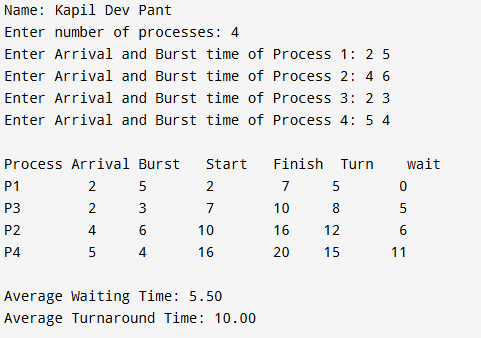 Name: Kapil Dev Pant
Enter number of processes: 4
Enter Arrival and Burst time of Process 1: 2 5
Enter Arrival and Burst time of Process 2: 4 6
Enter Arrival and Burst time of Process 3: 2 3
Enter Arrival and Burst time of Process 4: 5 4
Process Arrival Burst Start Finish Turn wait
P1 2 5 2 7 5 0
P3 2 3 7 10 8 5
P2 4 6 10 16 12 6
P4 5 4 16 20 15 11
Average Waiting Time: 5.50
Average Turnaround Time: 10.00